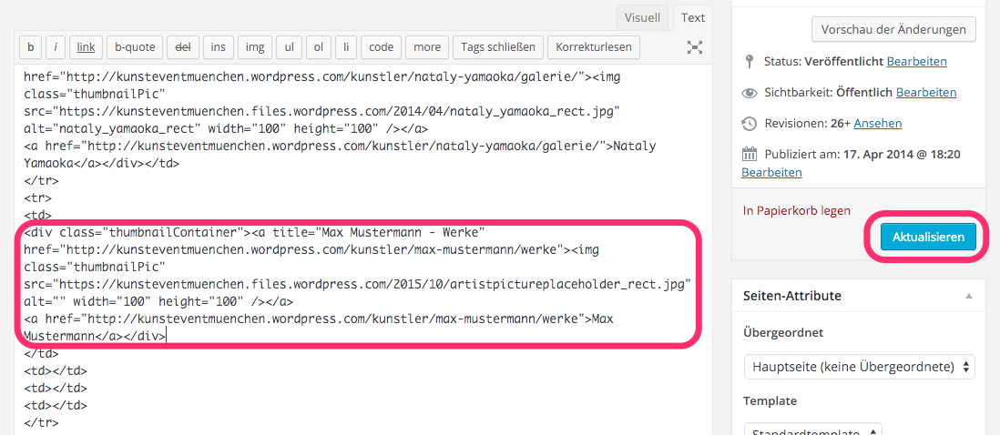 Visuell
Text
b
i
link
b-quote
del
ins
img
ul
ol
li
code
more
Tags schließen
Korrekturlesen
href="http://kunsteventmuenchen.wordpress.com/kunstler/nataly-yamaoka/galerie/"><img
class="thumbnailPic"
src="https://kunsteventmuenchen.files.wordpress.com/2014/04/nataly_yamaoka_rect.jpg"
alt="nataly_yamaoka_rect" width="100" height="100" /></a>
<a href="http://kunsteventmuenchen.wordpress.com/kunstler/nataly-yamaoka/galerie/">Nataly
Yamaoka</a></div></td>
</tr>
<tr>
<td>
<div class="thumbnailContainer"><a title="Max Mustermann - Werke"
href="http://kunsteventmuenchen.wordpress.com/kunstler/max-mustermann/werke"><img
class="thumbnailPic"
src="https://kunsteventmuenchen.files.wordpress.com/2015/10/artistpictureplaceholder_rect.jpg"
alt="" width="100" height="100" /></a>
<a href="http://kunsteventmuenchen.wordpress.com/kunstler/max-mustermann/werke">Max
Mustermann</a></div>
</td>
<td></td>
<td></td>
<td></td>
</tr>
Vorschau der Änderungen
Status: Veröffentlicht Bearbeiten
Sichtbarkeit: Öffentlich Bearbeiten
Revisionen: 26+ Ansehen
Publiziert am: 17. Apr 2014 @ 18:20
Bearbeiten
In Papierkorb legen
Aktualisieren
Seiten-Attribute
Übergeordnet
Hauptseite (keine Übergeordnete)
Template
Standardtemplate